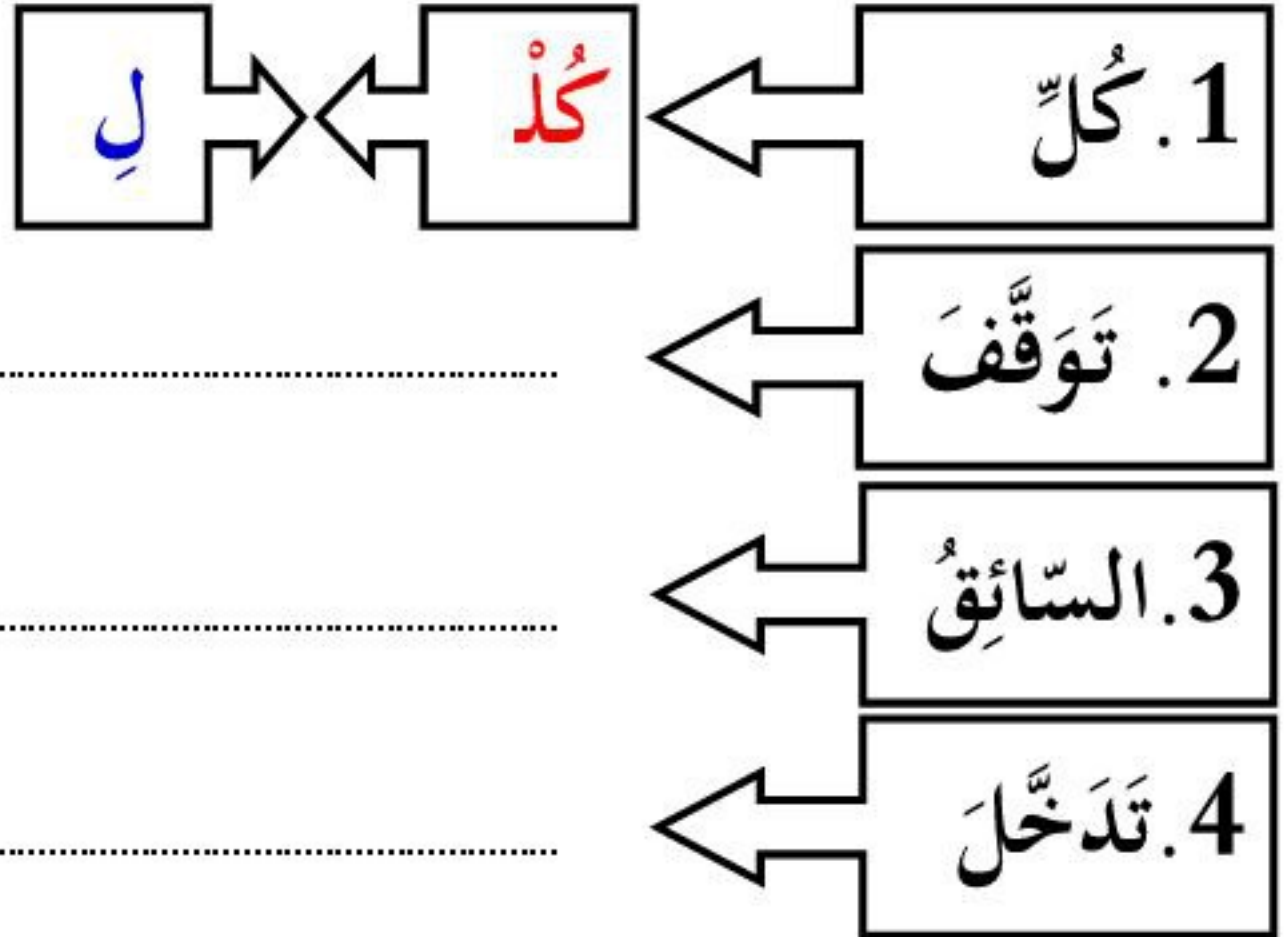 1. كُلِّ كُلْـ لِ
2. تَوَقَّفَ ........................
3. السّائِقُ ........................
4. تَدَخَّلَ ........................